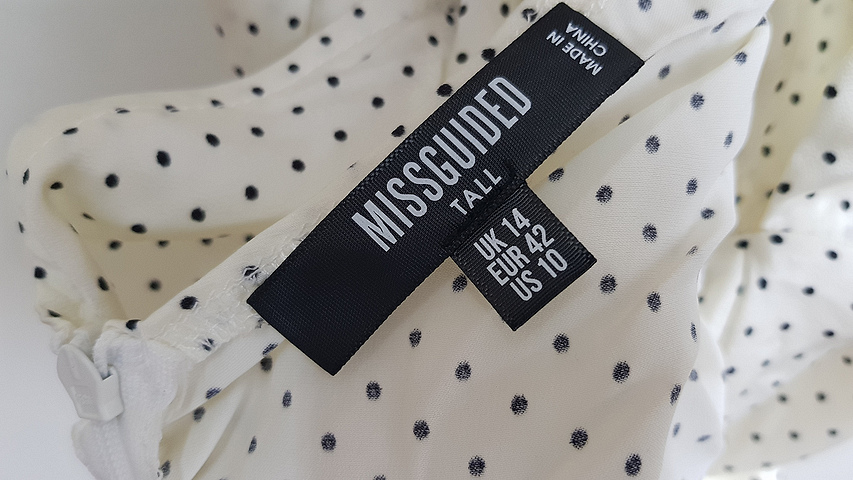 MISSGUIDED
TALL
MADE IN
CHINA
UK 14
EUR 42
US 10